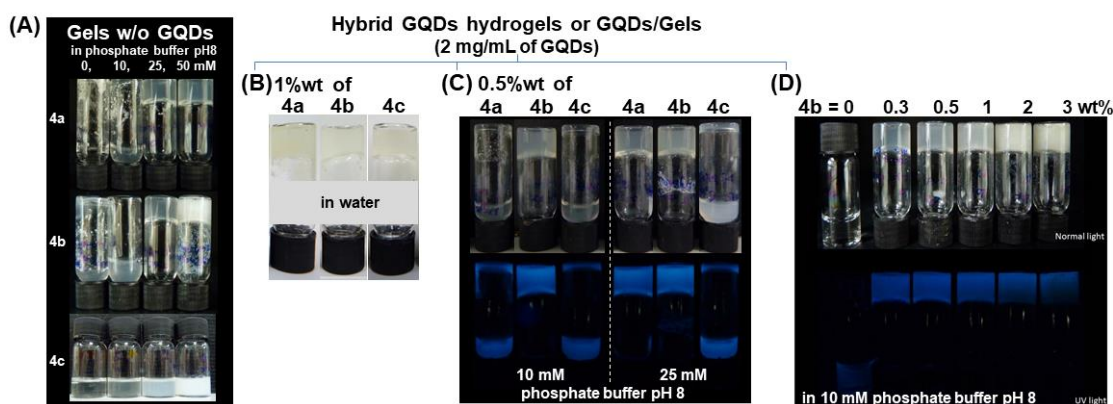 Hybrid GQDs hydrogels or GQDs/Gels
(2 mg/mL of GQDs)
(A)
Gels w/o GQDs
in phosphate buffer pH8
0, 10, 25, 50 mM
4a
4b
4c
(B) 1%wt of
4a 4b 4c
in water
(C) 0.5%wt of
4a 4b 4c 4a 4b 4c
10 mM 25 mM
phosphate buffer pH 8
(D)
4b = 0 0.3 0.5 1 2 3 wt%
Normal light
in 10 mM phosphate buffer pH 8
UV light